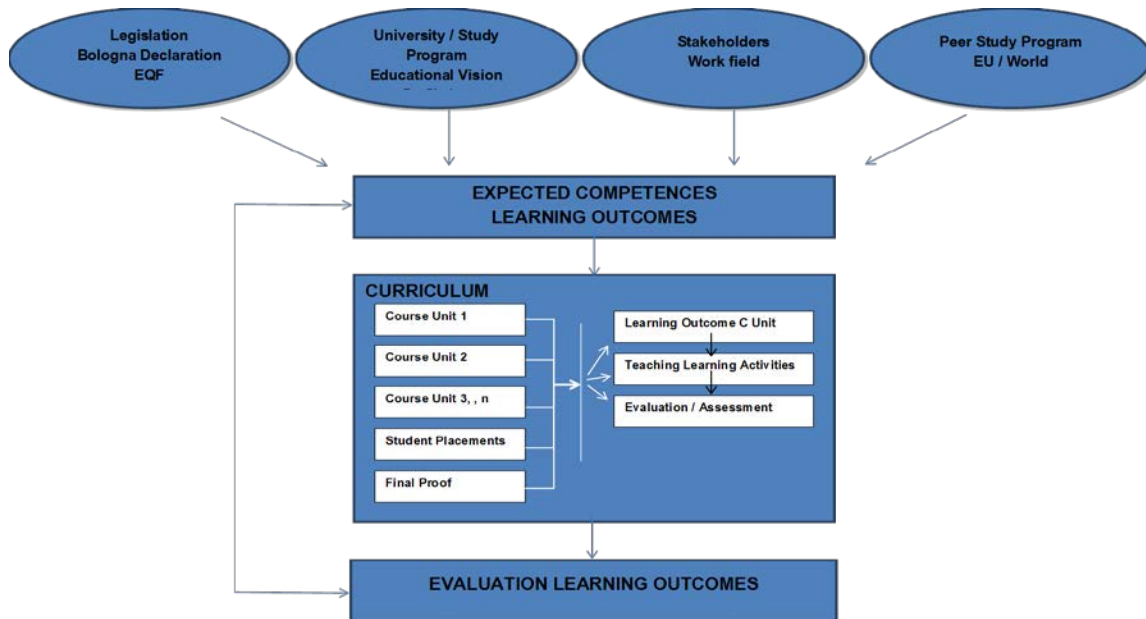 Legislation
Bologna Declaration
EQF
University / Study
Program
Educational Vision
Stakeholders
Work field
Peer Study Program
EU / World
EXPECTED COMPETENCES
LEARNING OUTCOMES
CURRICULUM
Course Unit 1
Course Unit 2
Course Unit 3, , n
Student Placements
Final Proof
Learning Outcome C Unit
Teaching Learning Activities
Evaluation / Assessment
EVALUATION LEARNING OUTCOMES